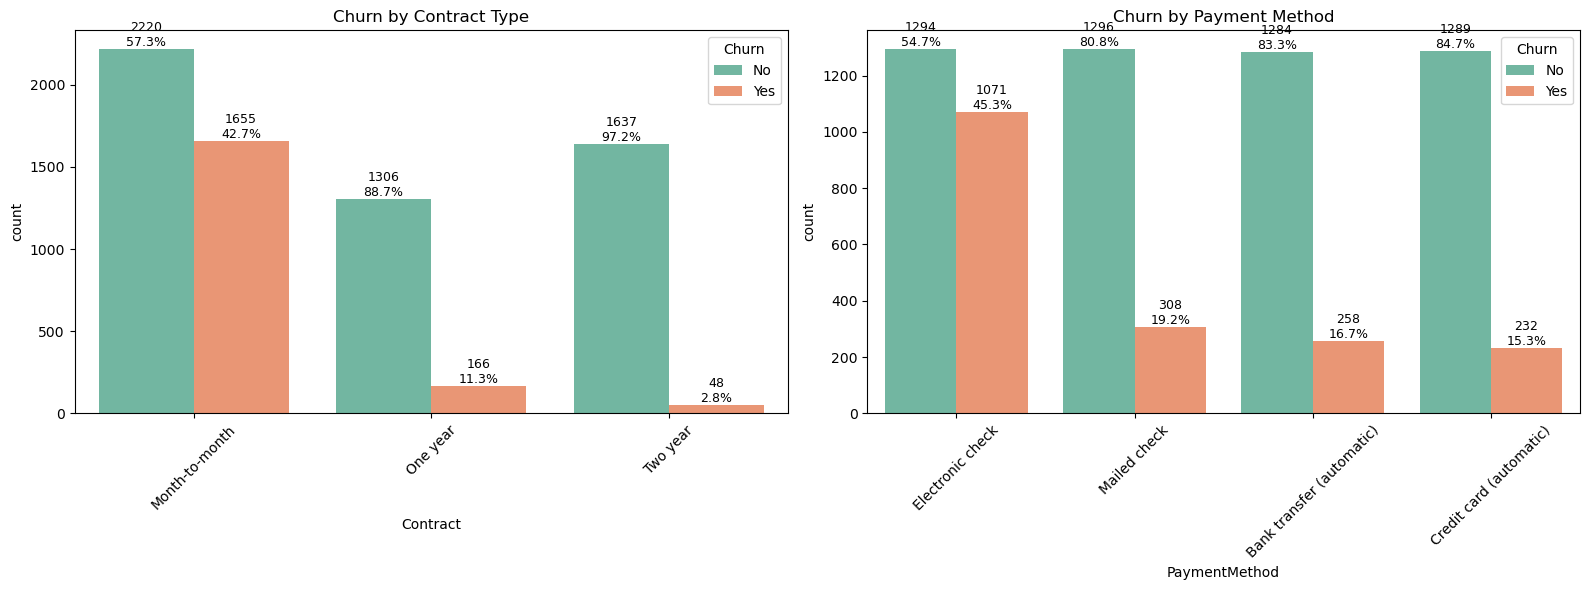 Churn by Contract Type
2220
57.3%
1655
42.7%
1306
88.7%
166
11.3%
1637
97.2%
48
2.8%
Churn
No
Yes
count
2000
1500
1000
500
0
Month-to-month
One year
Two year
Contract
Churn by Payment Method
1294
54.7%
1071
45.3%
1296
80.8%
308
19.2%
1284
83.3%
258
16.7%
1289
84.7%
232
15.3%
Churn
No
Yes
count
1200
1000
800
600
400
200
0
Electronic check
Mailed check
Bank transfer (automatic)
Credit card (automatic)
PaymentMethod